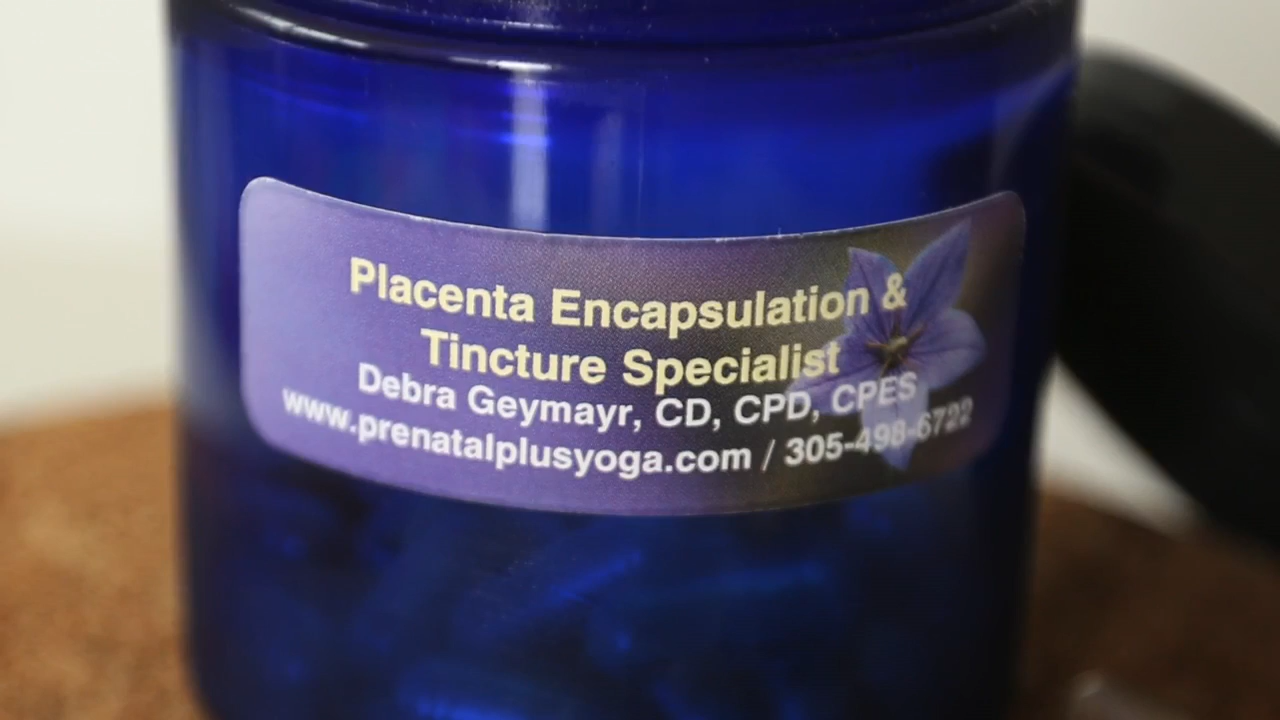 Placenta Encapsulation &
Tincture Specialist
Debra Geymayr, CD, CPD, CPES
www.prenatalplusyoga.com / 305-498-6722